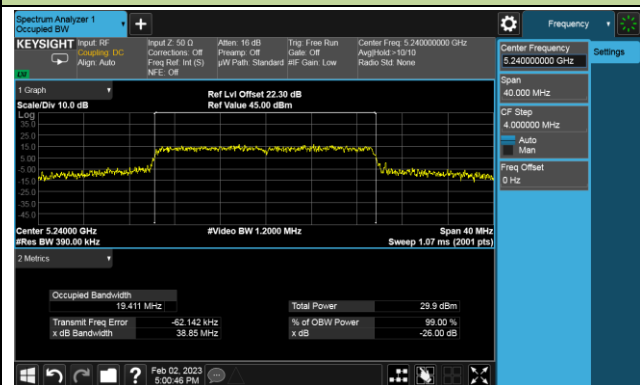 Spectrum Analyzer 1
Occupied BW
+
Frequency
KEYSIGHT
Input: RF
Coupling: DC
Align: Auto
Input Z: 50 Ω
Corrections: Off
Freq Ref: Int (S)
NFE: Off
Atten: 16 dB
Preamp: Off
µW Path: Standard
Trig: Free Run
Gate: Off
#IF Gain: Low
Center Freq: 5.240000000 GHz
Avg|Hold:>10/10
Radio Std: None
Center Frequency
5.240000000 GHz
Settings
Span
40.000 MHz
CF Step
4.000000 MHz
Auto
Man
Freq Offset
0 Hz
1 Graph
Scale/Div 10.0 dB
Ref Lvl Offset 22.30 dB
Ref Value 45.00 dBm
Log
35.0
25.0
15.0
5.00
-5.00
-15.0
-25.0
-35.0
-45.0
Center 5.24000 GHz
#Res BW 390.00 kHz
#Video BW 1.2000 MHz
Span 40 MHz
Sweep 1.07 ms (2001 pts)
2 Metrics
Occupied Bandwidth
19.411 MHz
Total Power 29.9 dBm
Transmit Freq Error -62.142 kHz
% of OBW Power 99.00 %
x dB Bandwidth 38.85 MHz
x dB -26.00 dB
?
Feb 02, 2023
5:00:46 PM